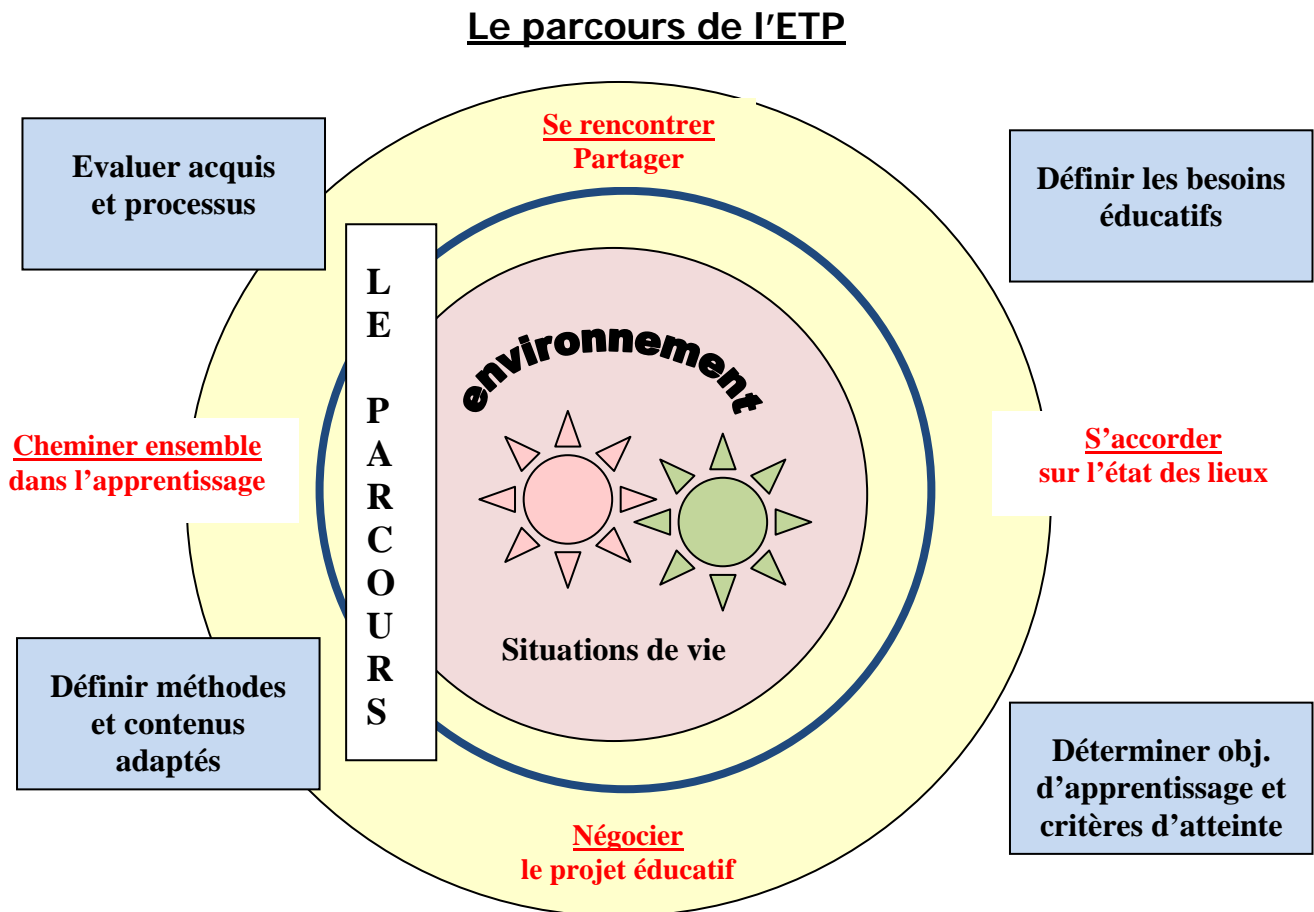 Le parcours de l'ETP
Se rencontrer
Partager
Evaluer acquis
et processus
Définir les besoins
éducatifs
LE PARCOURS
environnement
Cheminer ensemble
dans l'apprentissage
S'accorder
sur l'état des lieux
Situations de vie
Définir méthodes
et contenus
adaptés
Déterminer obj.
d'apprentissage et
critères d'atteinte
Négocier
le projet éducatif